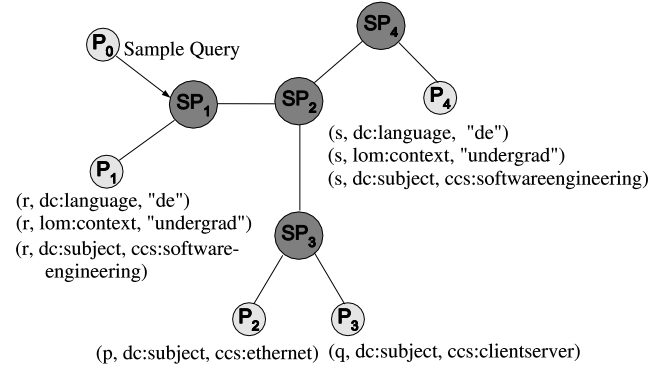 SP4
P0 Sample Query
SP1
SP2
P4
(s, dc:language, "de")
(s, lom:context, "undergrad")
(s, dc:subject, ccs:softwareengineering)
P1
(r, dc:language, "de")
(r, lom:context, "undergrad")
(r, dc:subject, ccs:software-
engineering)
SP3
P2
P3
(p, dc:subject, ccs:ethernet)
(q, dc:subject, ccs:clientserver)